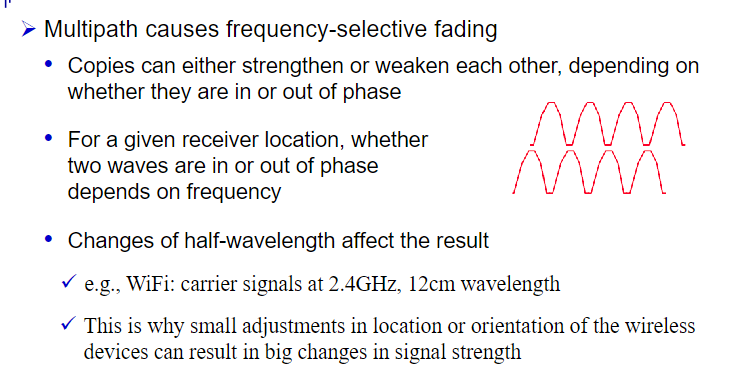 Multipath causes frequency-selective fading
Copies can either strengthen or weaken each other, depending on
whether they are in or out of phase
For a given receiver location, whether
two waves are in or out of phase
depends on frequency
Changes of half-wavelength affect the result
e.g., WiFi: carrier signals at 2.4GHz, 12cm wavelength
This is why small adjustments in location or orientation of the wireless
devices can result in big changes in signal strength